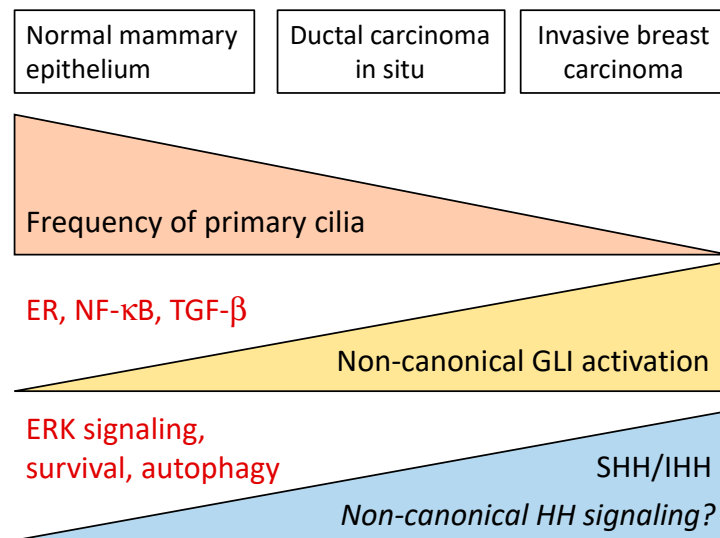 Normal mammary
epithelium
Ductal carcinoma
in situ
Invasive breast
carcinoma
Frequency of primary cilia
ER, NF-κB, TGF-β
Non-canonical GLI activation
ERK signaling,
survival, autophagy
SHH/IHH
Non-canonical HH signaling?